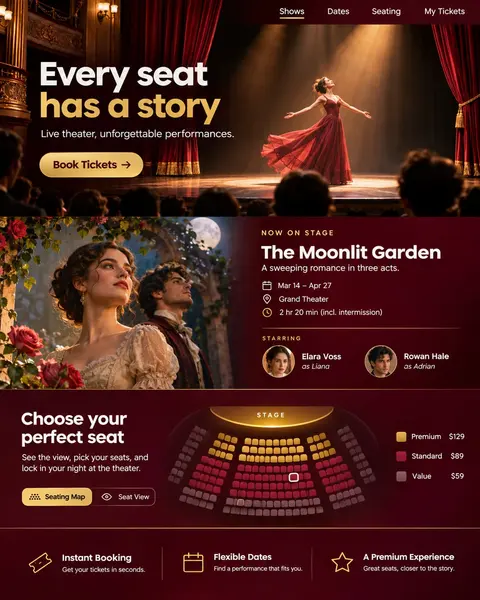 Shows
Dates
Seating
My Tickets
Every seat
has a story
Live theater, unforgettable performances.
Book Tickets →
NOW ON STAGE
The Moonlit Garden
A sweeping romance in three acts.
Mar 14 – Apr 27
Grand Theater
2 hr 20 min (incl. intermission)
STARRING
Elara Voss
as Liana
Rowan Hale
as Adrian
Choose your
perfect seat
See the view, pick your seats, and
lock in your night at the theater.
Seating Map
Seat View
STAGE
Premium $129
Standard $89
Value $59
Instant Booking
Get your tickets in seconds.
Flexible Dates
Find a performance that fits you.
A Premium Experience
Great seats, closer to the story.